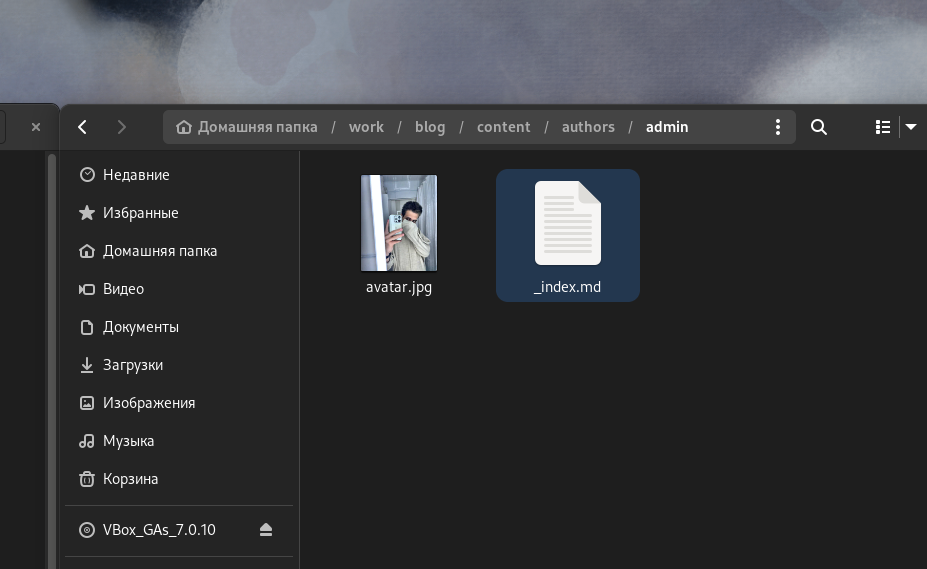 Домашняя папка / work / blog / content / authors / admin
Недавние
Избранные
Домашняя папка
Видео
Документы
Загрузки
Изображения
Музыка
Корзина
VBox_GAs_7.0.10
avatar.jpg
_index.md